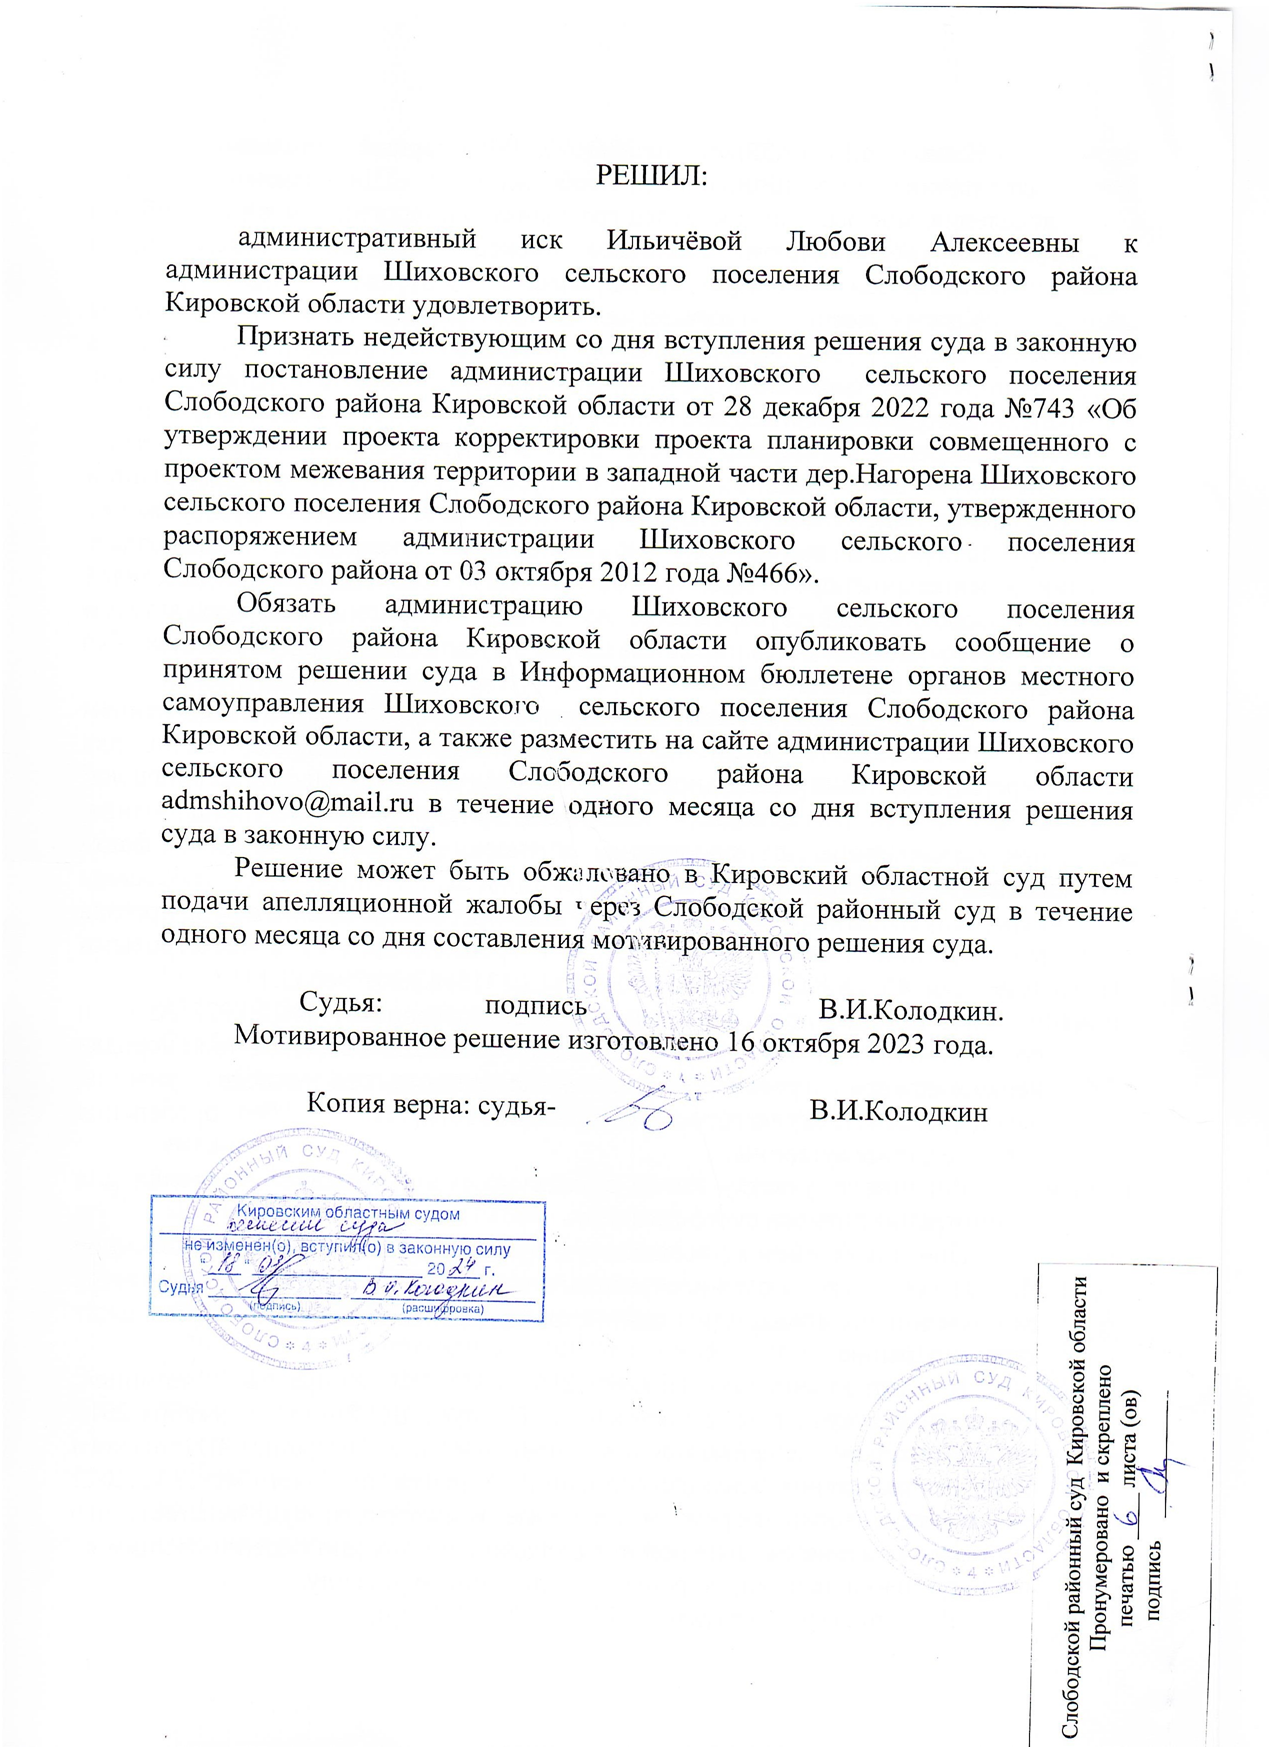 РЕШИЛ:
административный иск Ильичёвой Любови Алексеевны к
администрации Шиховского сельского поселения Слободского района
Кировской области удовлетворить.
Признать недействующим со дня вступления решения суда в законную
силу постановление администрации Шиховского сельского поселения
Слободского района Кировской области от 28 декабря 2022 года №743 «Об
утверждении проекта корректировки проекта планировки совмещенного с
проектом межевания территории в западной части дер.Нагорена Шиховского
сельского поселения Слободского района Кировской области, утвержденного
распоряжением администрации Шиховского сельского поселения
Слободского района от 03 октября 2012 года №466».
Обязать администрацию Шиховского сельского поселения
Слободского района Кировской области опубликовать сообщение о
принятом решении суда в Информационном бюллетене органов местного
самоуправления Шиховского сельского поселения Слободского района
Кировской области, а также разместить на сайте администрации Шиховского
сельского поселения Слободского района Кировской области
admshihovo@mail.ru в течение одного месяца со дня вступления решения
суда в законную силу.
Решение может быть обжаловано в Кировский областной суд путем
подачи апелляционной жалобы через Слободской районный суд в течение
одного месяца со дня составления мотивированного решения суда.
Судья: подпись В.И.Колодкин.
Мотивированное решение изготовлено 16 октября 2023 года.
Копия верна: судья- В.И.Колодкин
Кировским областным судом
решение суда
не изменен(о), вступил(о) в законную силу
"18" 03 2024 г.
Судья В.И.Колодкин
(подпись) (расшифровка)
Слободской районный суд Кировской области
Пронумеровано и скреплено
печатью 6 листа (ов)
подпись